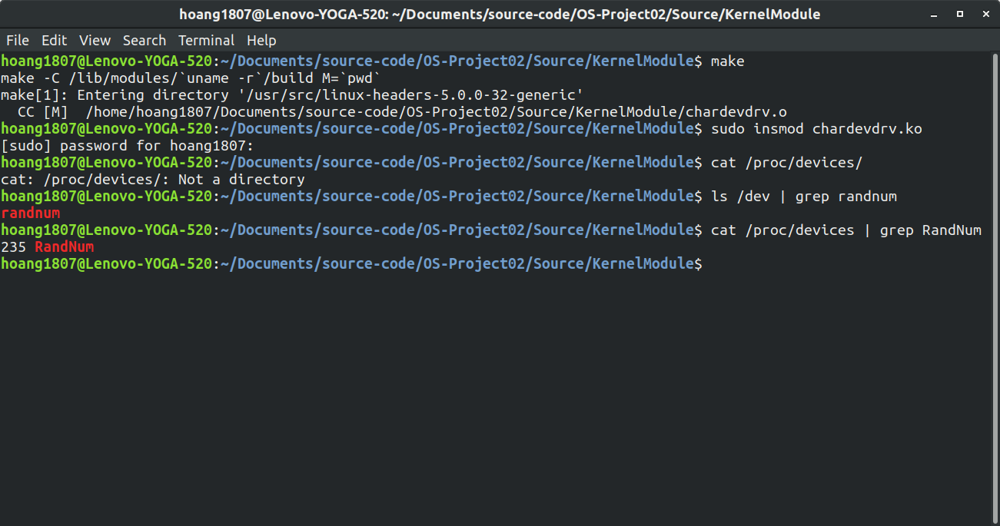 hoang1807@Lenovo-YOGA-520: ~/Documents/source-code/OS-Project02/Source/KernelModule
File Edit View Search Terminal Help
hoang1807@Lenovo-YOGA-520:~/Documents/source-code/OS-Project02/Source/KernelModule$ make
make -C /lib/modules/`uname -r`/build M=`pwd`
make[1]: Entering directory '/usr/src/linux-headers-5.0.0-32-generic'
  CC [M]  /home/hoang1807/Documents/source-code/OS-Project02/Source/KernelModule/chardevdrv.o
hoang1807@Lenovo-YOGA-520:~/Documents/source-code/OS-Project02/Source/KernelModule$ sudo insmod chardevdrv.ko
[sudo] password for hoang1807:
hoang1807@Lenovo-YOGA-520:~/Documents/source-code/OS-Project02/Source/KernelModule$ cat /proc/devices/
cat: /proc/devices/: Not a directory
hoang1807@Lenovo-YOGA-520:~/Documents/source-code/OS-Project02/Source/KernelModule$ ls /dev | grep randnum
randnum
hoang1807@Lenovo-YOGA-520:~/Documents/source-code/OS-Project02/Source/KernelModule$ cat /proc/devices | grep RandNum
235 RandNum
hoang1807@Lenovo-YOGA-520:~/Documents/source-code/OS-Project02/Source/KernelModule$